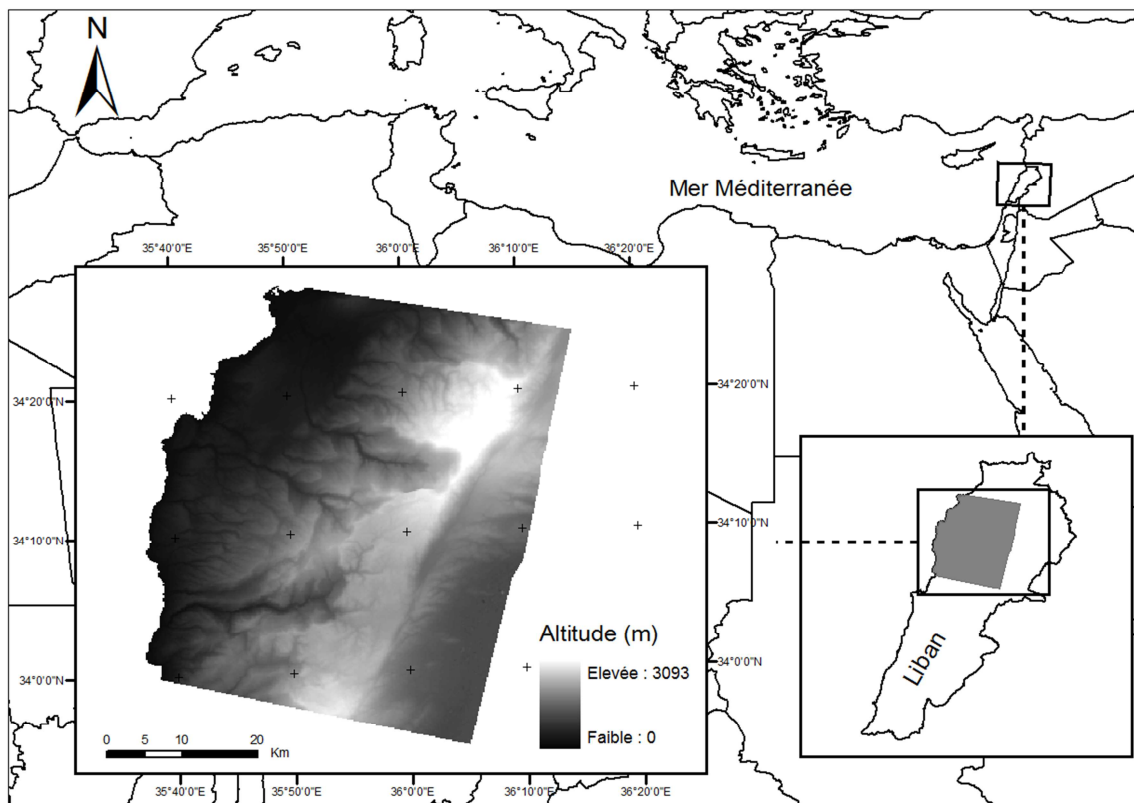 N
Mer Méditerranée
35°40'0"E 35°50'0"E 36°0'0"E 36°10'0"E 36°20'0"E
34°20'0"N 34°20'0"N
34°10'0"N 34°10'0"N
34°0'0"N 34°0'0"N
Altitude (m)
Elevée : 3093
Faible : 0
0 5 10 20
Km
35°40'0"E 35°50'0"E 36°0'0"E 36°10'0"E 36°20'0"E
Liban